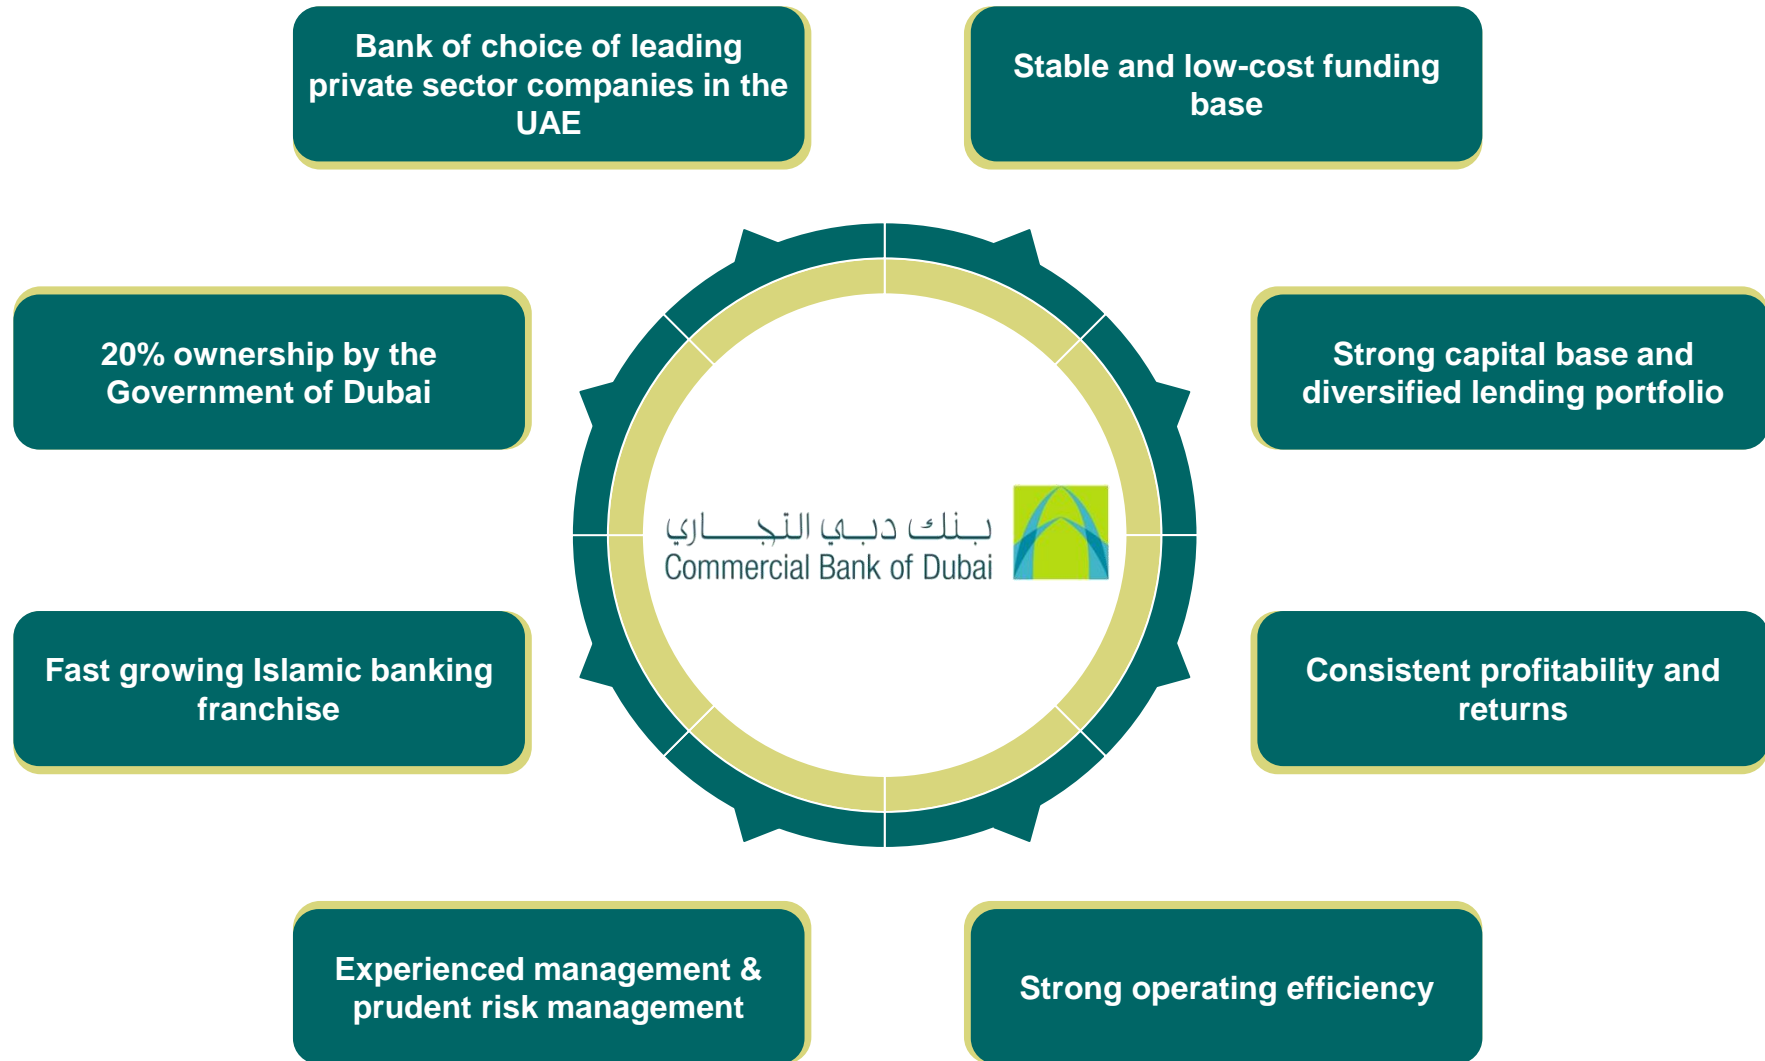 Bank of choice of leading
private sector companies in the
UAE
Stable and low-cost funding
base
20% ownership by the
Government of Dubai
Strong capital base and
diversified lending portfolio
بنك دبي التجاري
Commercial Bank of Dubai
Fast growing Islamic banking
franchise
Consistent profitability and
returns
Experienced management &
prudent risk management
Strong operating efficiency